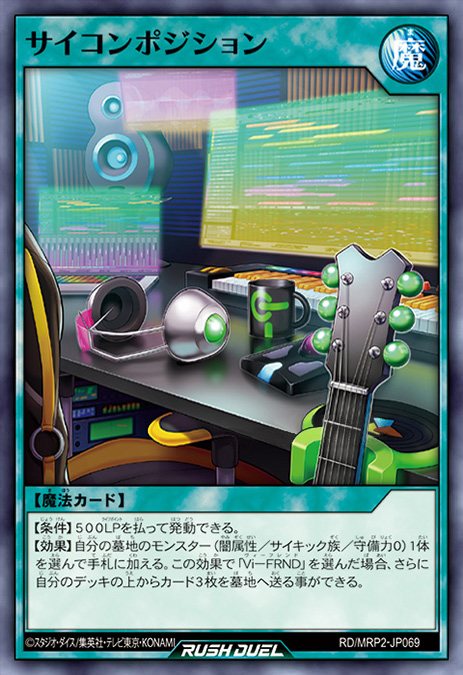 サイコンポジション
魔
【魔法カード】
【条件】500LPを払って発動できる。
【効果】自分の墓地のモンスター(闇属性／サイキック族／守備力0)1体
を選んで手札に加える。この効果で「Vi－FRND」を選んだ場合、さらに
自分のデッキの上からカード3枚を墓地へ送る事ができる。
©スタジオ・ダイス/集英社・テレビ東京・KONAMI
RUSH DUEL
RD/MRP2-JP069